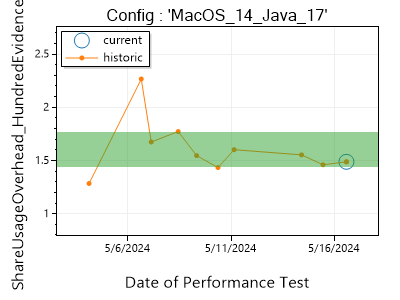 Config : 'MacOS_14_Java_17'
ShareUsageOverhead_HundredEvidence
current
historic
2.5
2
1.5
1
5/6/2024
5/11/2024
5/16/2024
Date of Performance Test